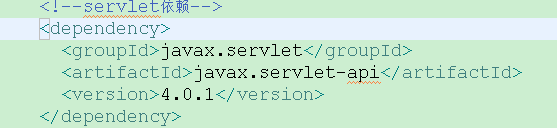 <!--servlet依赖-->
<dependency>
<groupId>javax.servlet</groupId>
<artifactId>javax.servlet-api</artifactId>
<version>4.0.1</version>
</dependency>